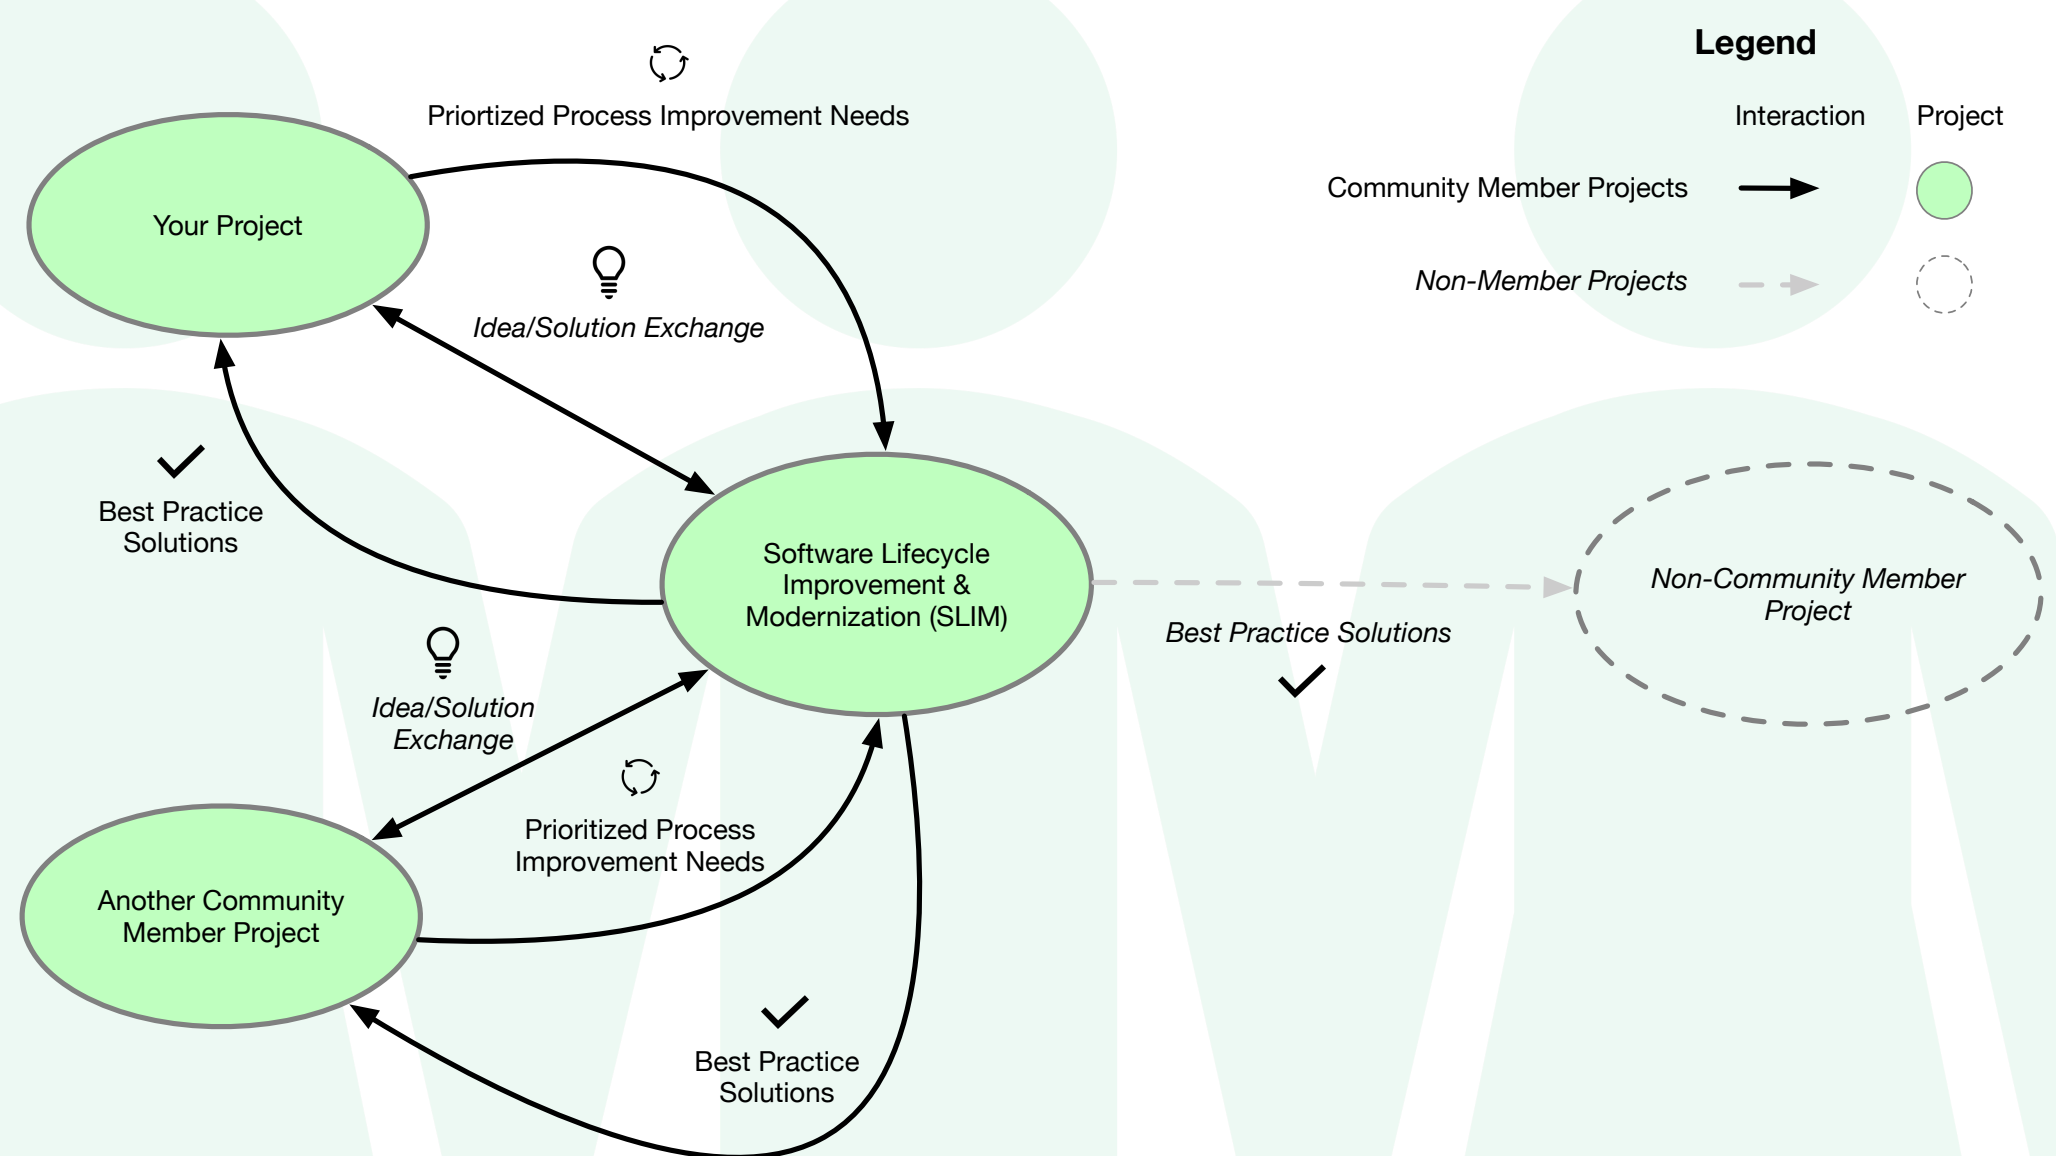 Legend
Interaction
Project
Community Member Projects
Non-Member Projects
Priortized Process Improvement Needs
Your Project
Idea/Solution Exchange
Best Practice
Solutions
Software Lifecycle
Improvement &
Modernization (SLIM)
Best Practice Solutions
Non-Community Member
Project
Idea/Solution
Exchange
Prioritized Process
Improvement Needs
Another Community
Member Project
Best Practice
Solutions